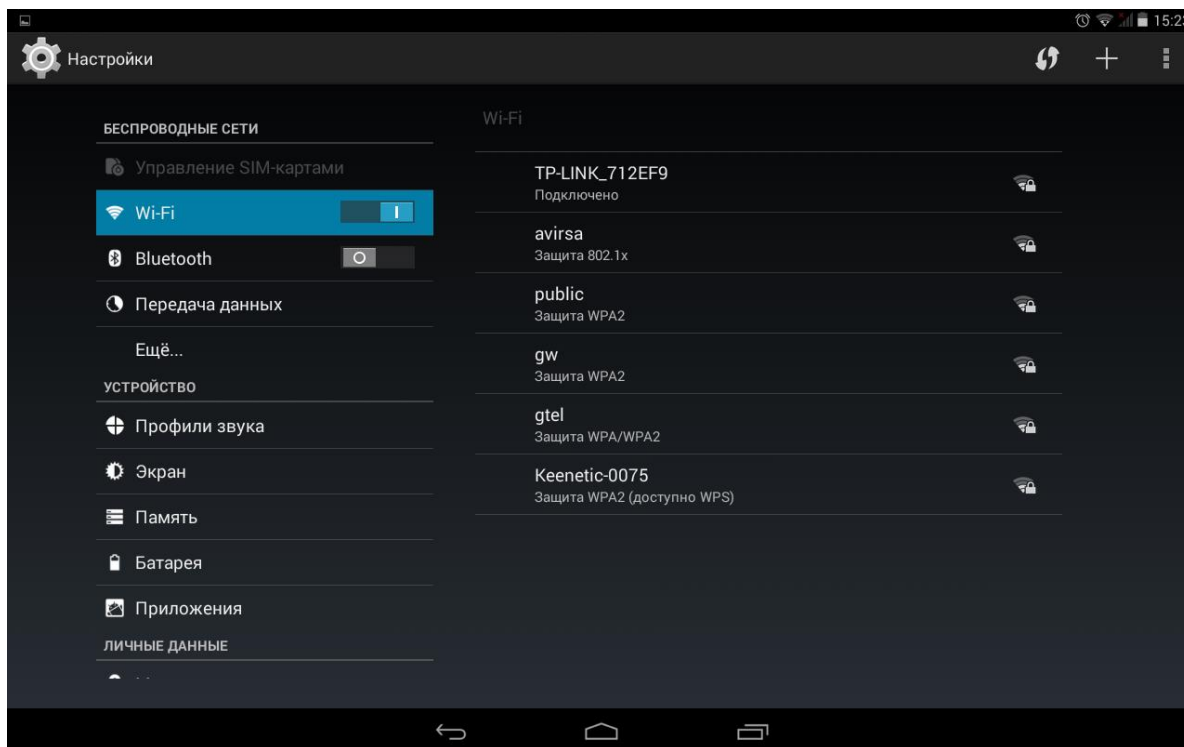 15:23
Настройки
БЕСПРОВОДНЫЕ СЕТИ
Управление SIM-картами
Wi-Fi
Bluetooth
Передача данных
Ещё...
УСТРОЙСТВО
Профили звука
Экран
Память
Батарея
Приложения
ЛИЧНЫЕ ДАННЫЕ
Wi-Fi
TP-LINK_712EF9
Подключено
avirsa
Защита 802.1x
public
Защита WPA2
gw
Защита WPA2
gtel
Защита WPA/WPA2
Keenetic-0075
Защита WPA2 (доступно WPS)